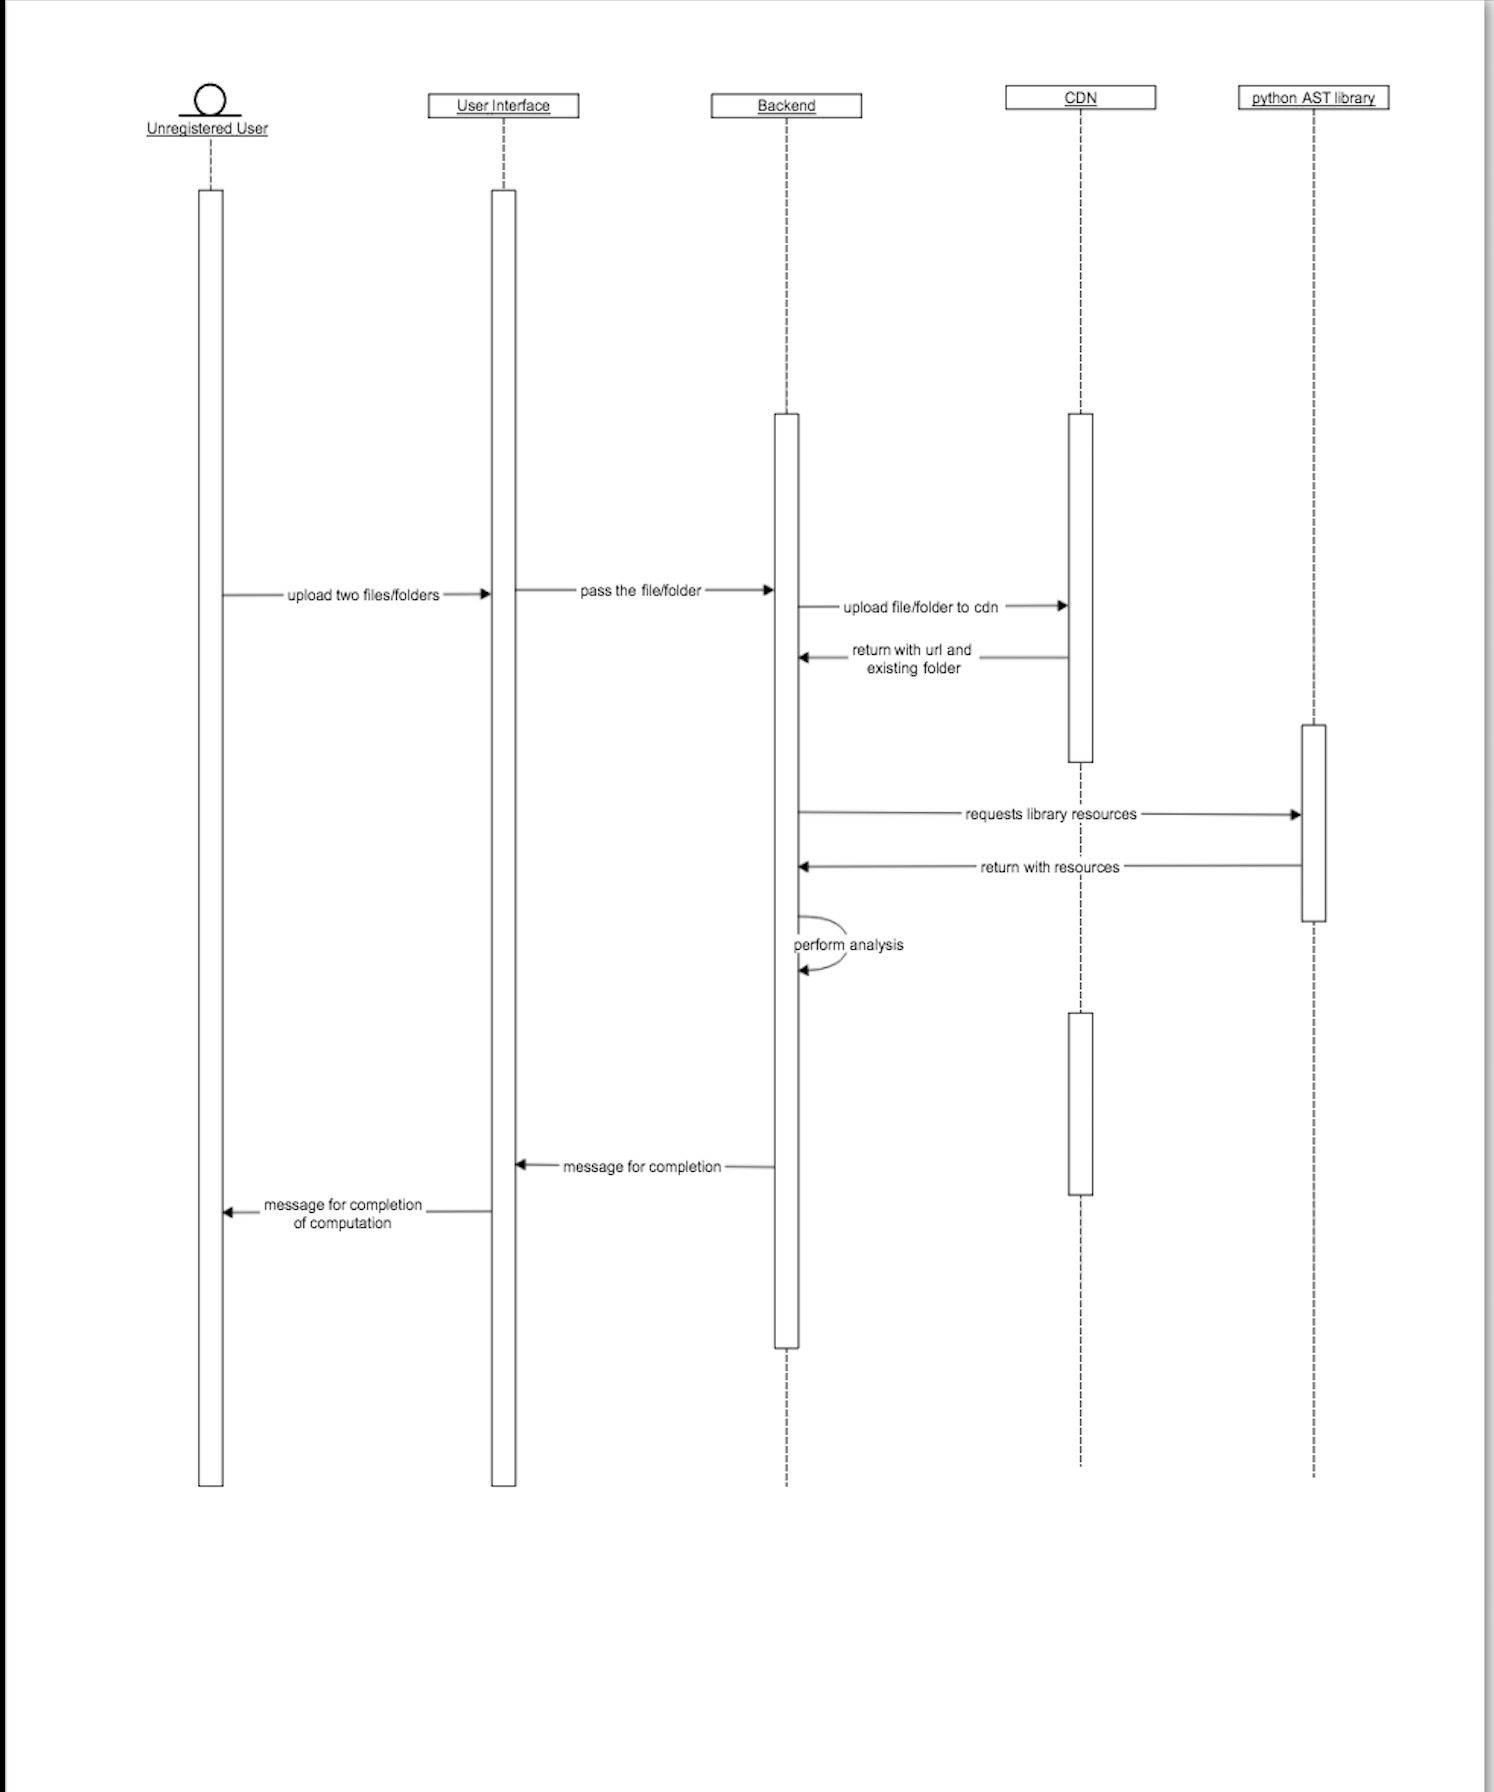 Unregistered User
User Interface
Backend
CDN
python AST library
upload two files/folders
pass the file/folder
upload file/folder to cdn
return with url and
existing folder
requests library resources
return with resources
perform analysis
message for completion
message for completion
of computation